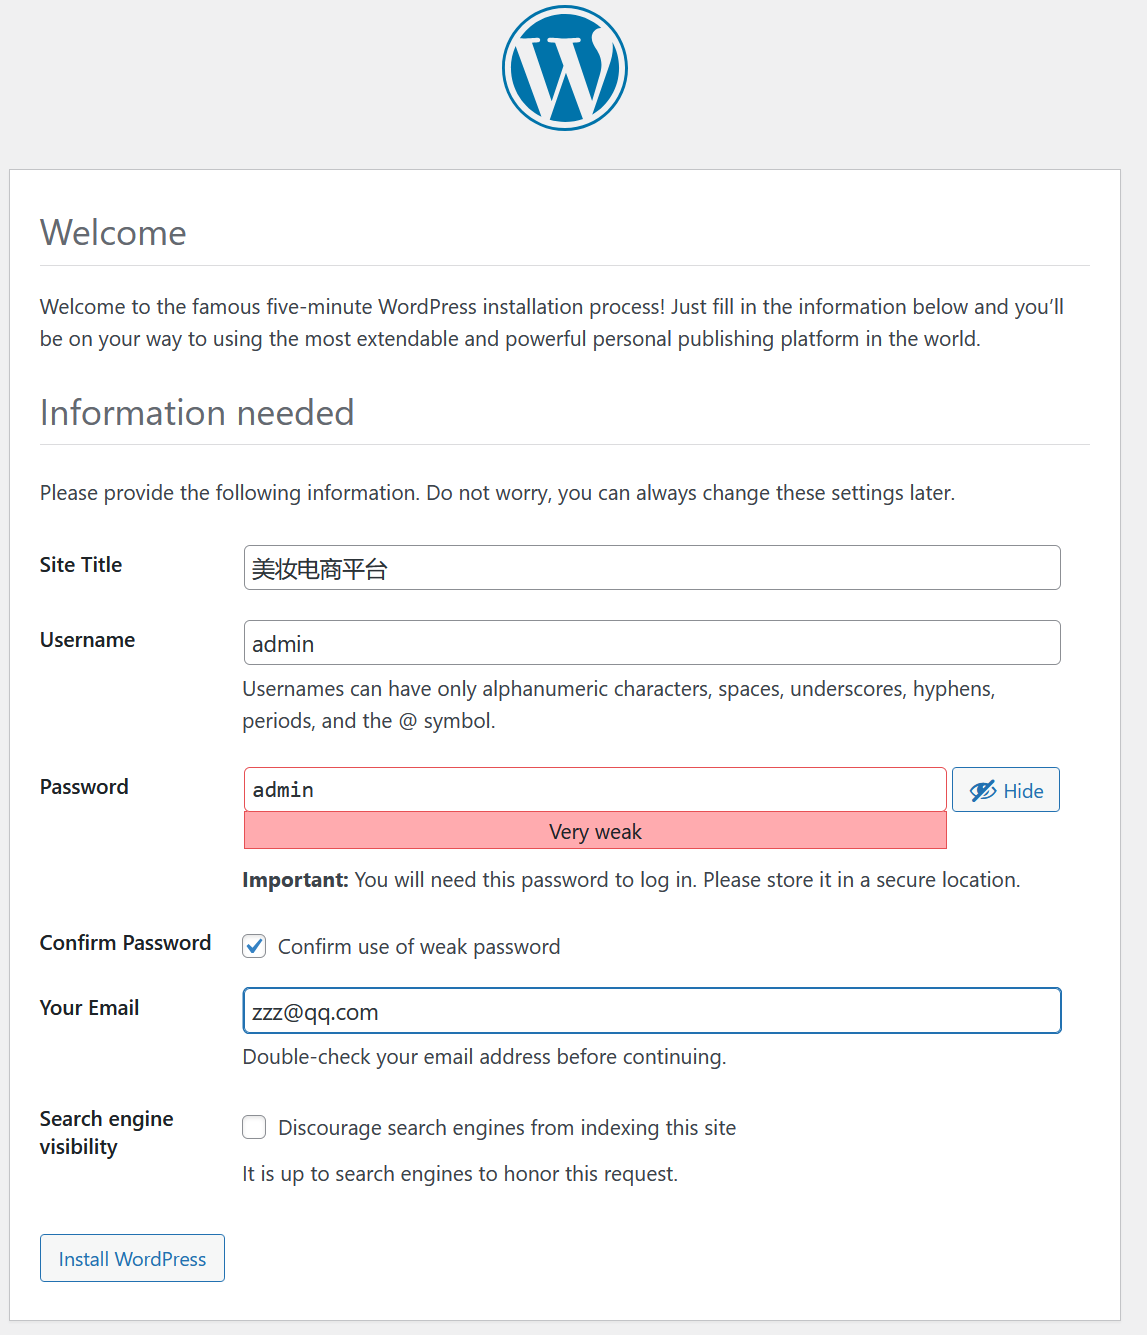 Welcome
Welcome to the famous five-minute WordPress installation process! Just fill in the information below and you’ll
be on your way to using the most extendable and powerful personal publishing platform in the world.
Information needed
Please provide the following information. Do not worry, you can always change these settings later.
Site Title
美妆电商平台
Username
admin
Usernames can have only alphanumeric characters, spaces, underscores, hyphens,
periods, and the @ symbol.
Password
admin
Hide
Very weak
Important: You will need this password to log in. Please store it in a secure location.
Confirm Password
Confirm use of weak password
Your Email
zzz@qq.com
Double-check your email address before continuing.
Search engine
visibility
Discourage search engines from indexing this site
It is up to search engines to honor this request.
Install WordPress